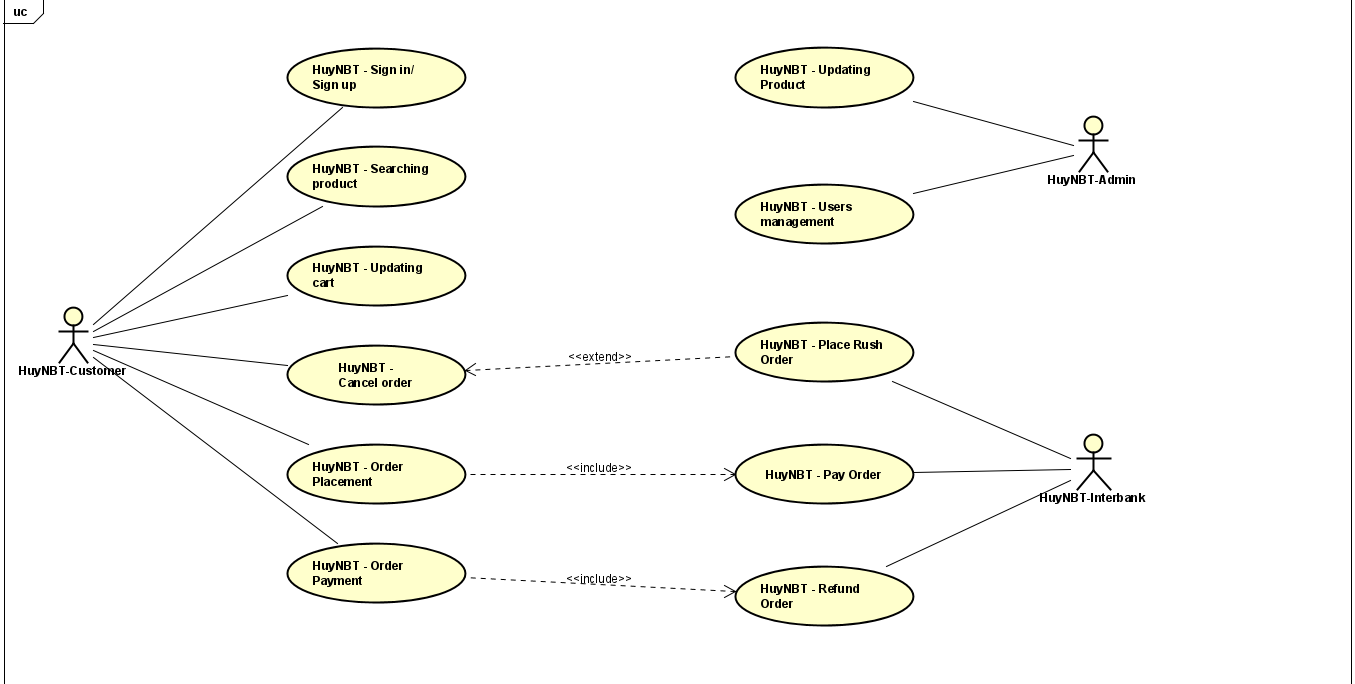 uc
HuyNBT - Sign in/
Sign up
HuyNBT - Searching
product
HuyNBT - Updating
cart
HuyNBT -
Cancel order
HuyNBT - Order
Placement
HuyNBT - Order
Payment
HuyNBT-Customer
<<extend>>
<<include>>
<<include>>
HuyNBT - Updating
Product
HuyNBT - Users
management
HuyNBT - Place Rush
Order
HuyNBT - Pay Order
HuyNBT - Refund
Order
HuyNBT-Admin
HuyNBT-Interbank